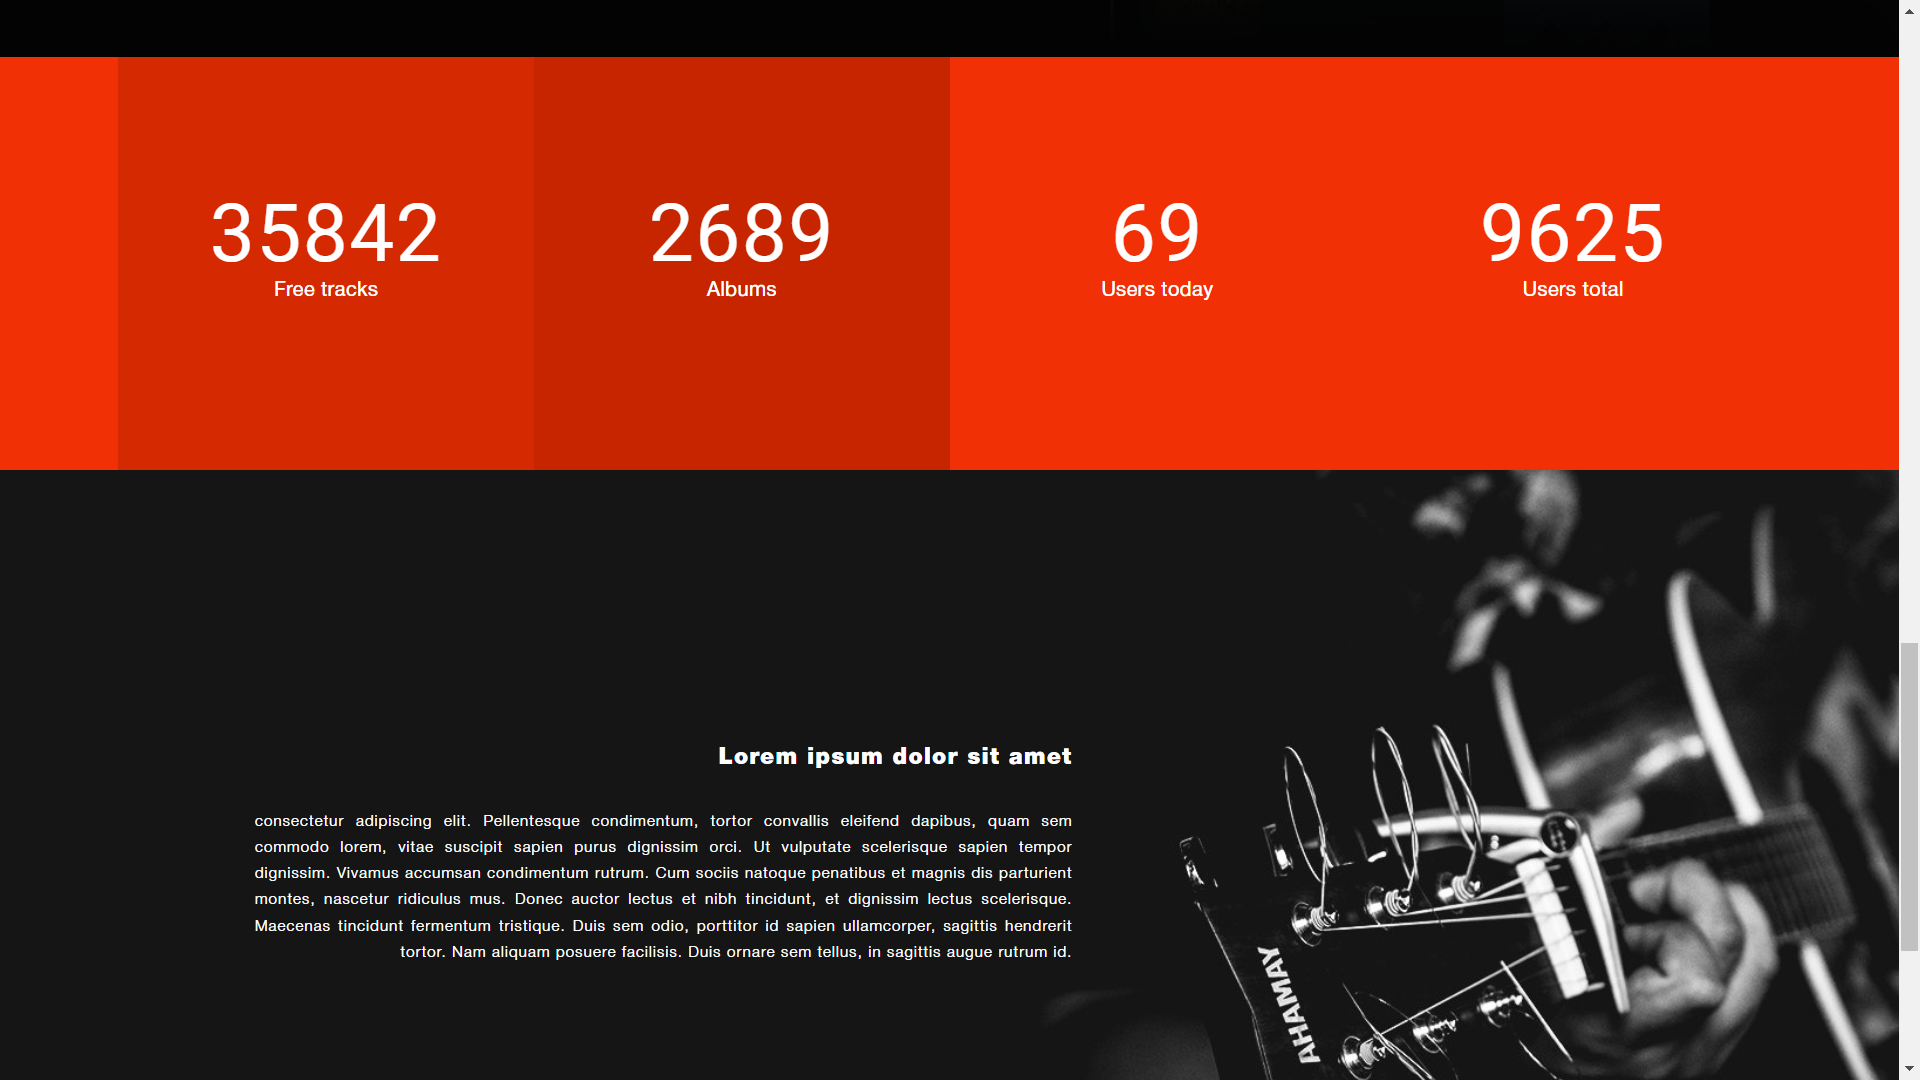 35842
Free tracks
2689
Albums
69
Users today
9625
Users total
Lorem ipsum dolor sit amet
consectetur adipiscing elit. Pellentesque condimentum, tortor convallis eleifend dapibus, quam sem
commodo lorem, vitae suscipit sapien purus dignissim orci. Ut vulputate scelerisque sapien tempor
dignissim. Vivamus accumsan condimentum rutrum. Cum sociis natoque penatibus et magnis dis parturient
montes, nascetur ridiculus mus. Donec auctor lectus et nibh tincidunt, et dignissim lectus scelerisque.
Maecenas tincidunt fermentum tristique. Duis sem odio, porttitor id sapien ullamcorper, sagittis hendrerit
tortor. Nam aliquam posuere facilisis. Duis ornare sem tellus, in sagittis augue rutrum id.